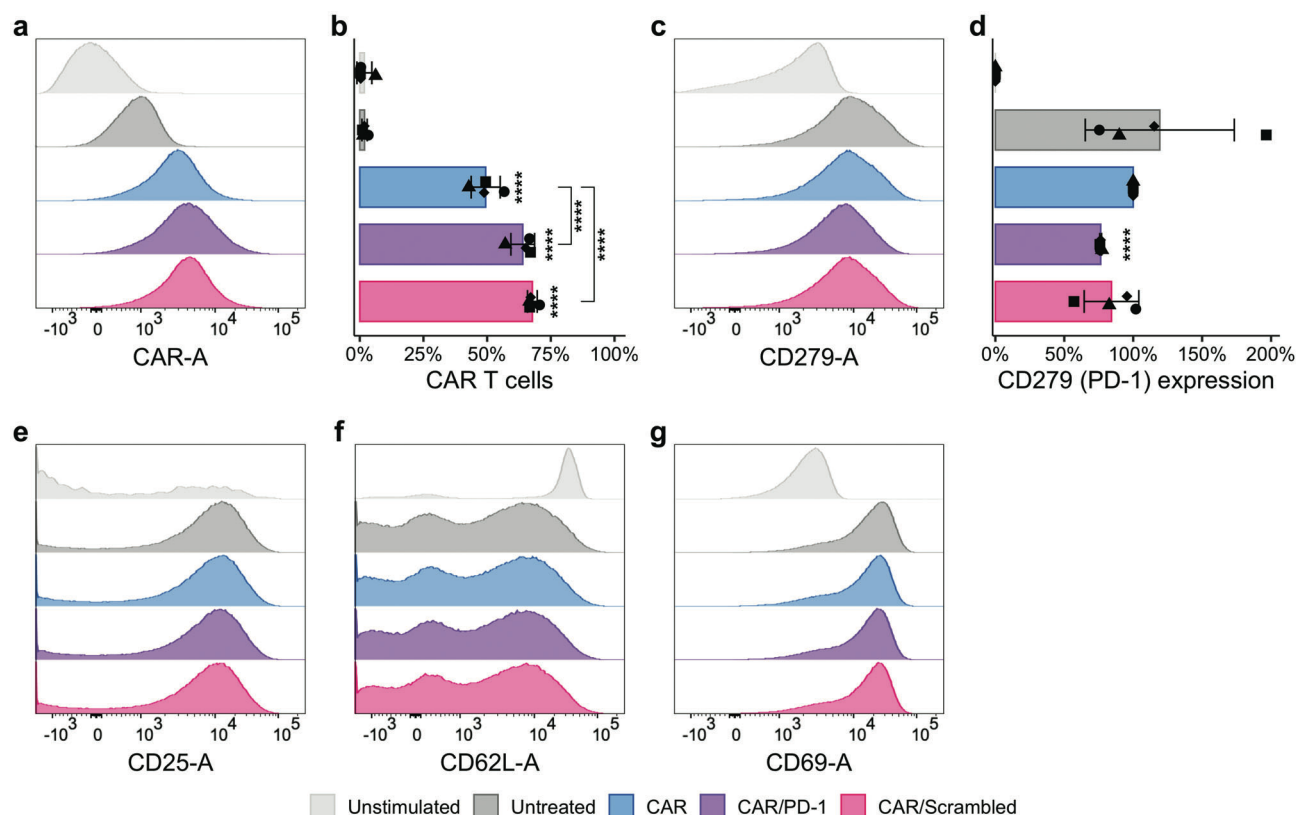 a
b
c
d
****
****
****
****
****
****
-10³ 0 10³ 10⁴ 10⁵
CAR-A
0% 25% 50% 75% 100%
CAR T cells
-10³ 0 10³ 10⁴ 10⁵
CD279-A
0% 50% 100% 150% 200%
CD279 (PD-1) expression
e
f
g
-10³ 0 10³ 10⁴ 10⁵
CD25-A
-10³ 0 10³ 10⁴ 10⁵
CD62L-A
-10³ 0 10³ 10⁴ 10⁵
CD69-A
Unstimulated Untreated CAR CAR/PD-1 CAR/Scrambled